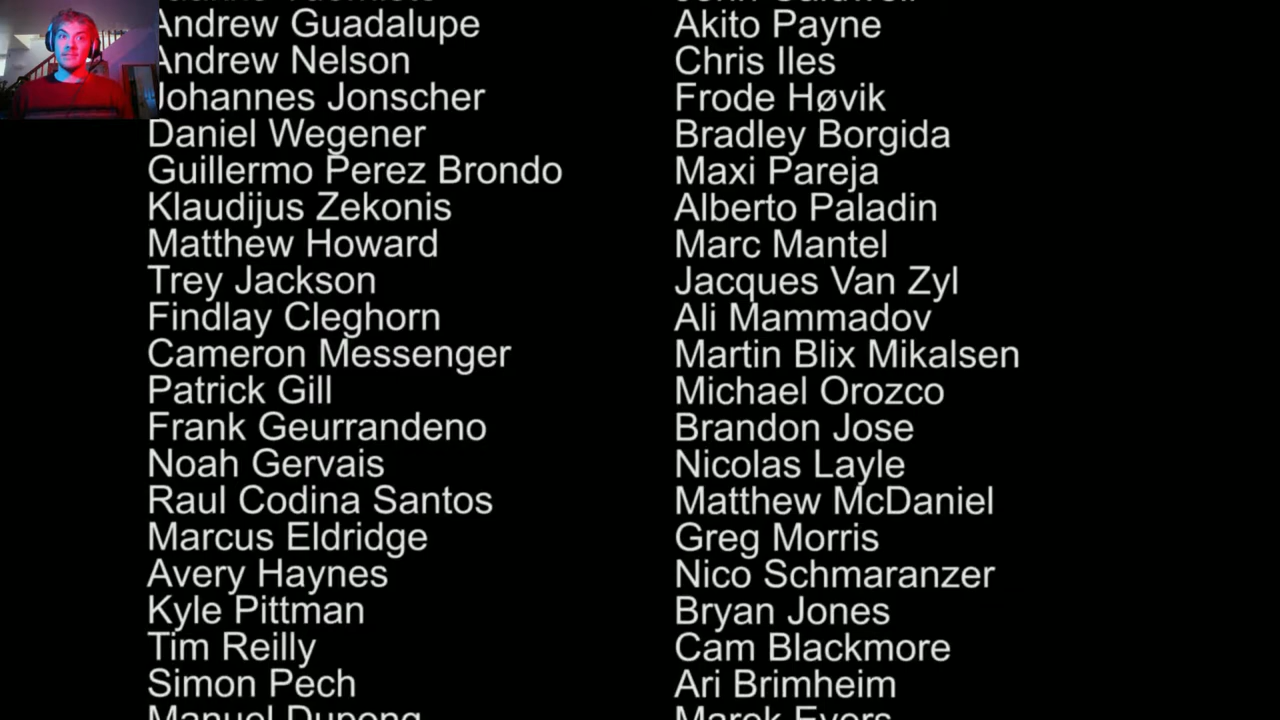 Andrew Guadalupe
Andrew Nelson
Johannes Jonscher
Daniel Wegener
Guillermo Perez Brondo
Klaudijus Zekonis
Matthew Howard
Trey Jackson
Findlay Cleghorn
Cameron Messenger
Patrick Gill
Frank Geurrandeno
Noah Gervais
Raul Codina Santos
Marcus Eldridge
Avery Haynes
Kyle Pittman
Tim Reilly
Simon Pech
Akito Payne
Chris Iles
Frode Høvik
Bradley Borgida
Maxi Pareja
Alberto Paladin
Marc Mantel
Jacques Van Zyl
Ali Mammadov
Martin Blix Mikalsen
Michael Orozco
Brandon Jose
Nicolas Layle
Matthew McDaniel
Greg Morris
Nico Schmaranzer
Bryan Jones
Cam Blackmore
Ari Brimheim